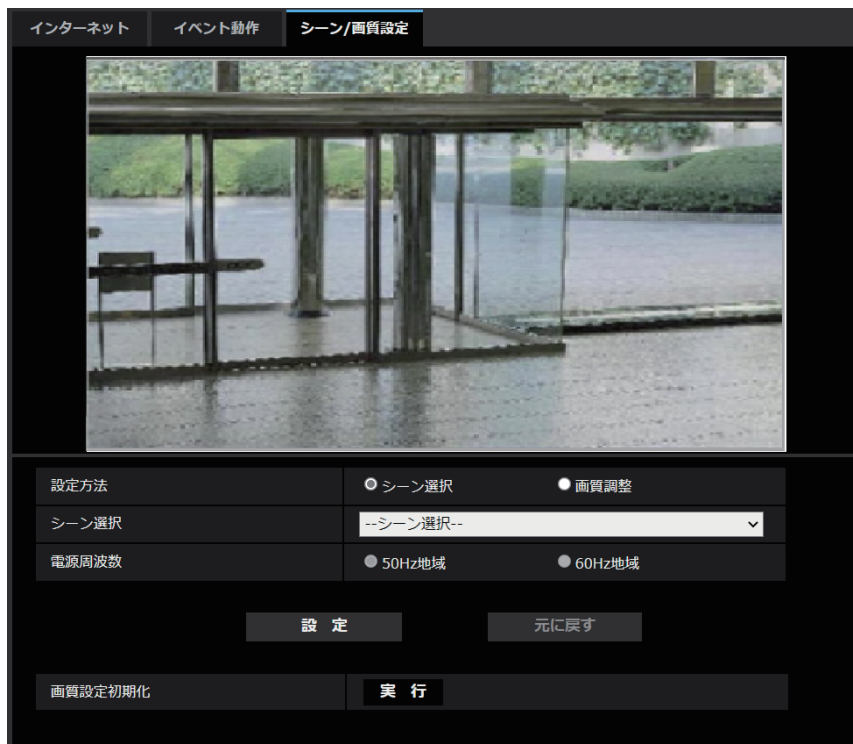 インターネット イベント動作 シーン/画質設定
設定方法 シーン選択 画質調整
シーン選択 --シーン選択--
電源周波数 50Hz地域 60Hz地域
設 定 元に戻す
画質設定初期化 実 行